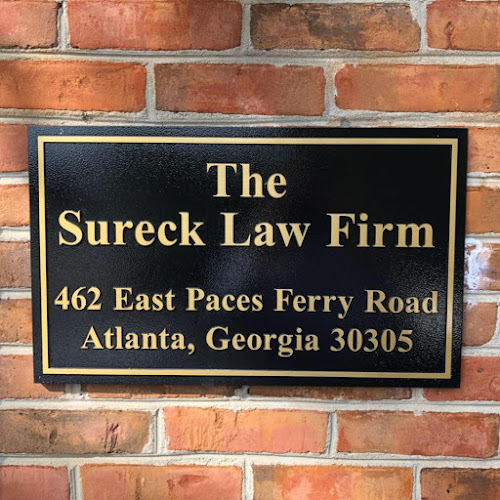 The
Sureck Law Firm
462 East Paces Ferry Road
Atlanta, Georgia 30305